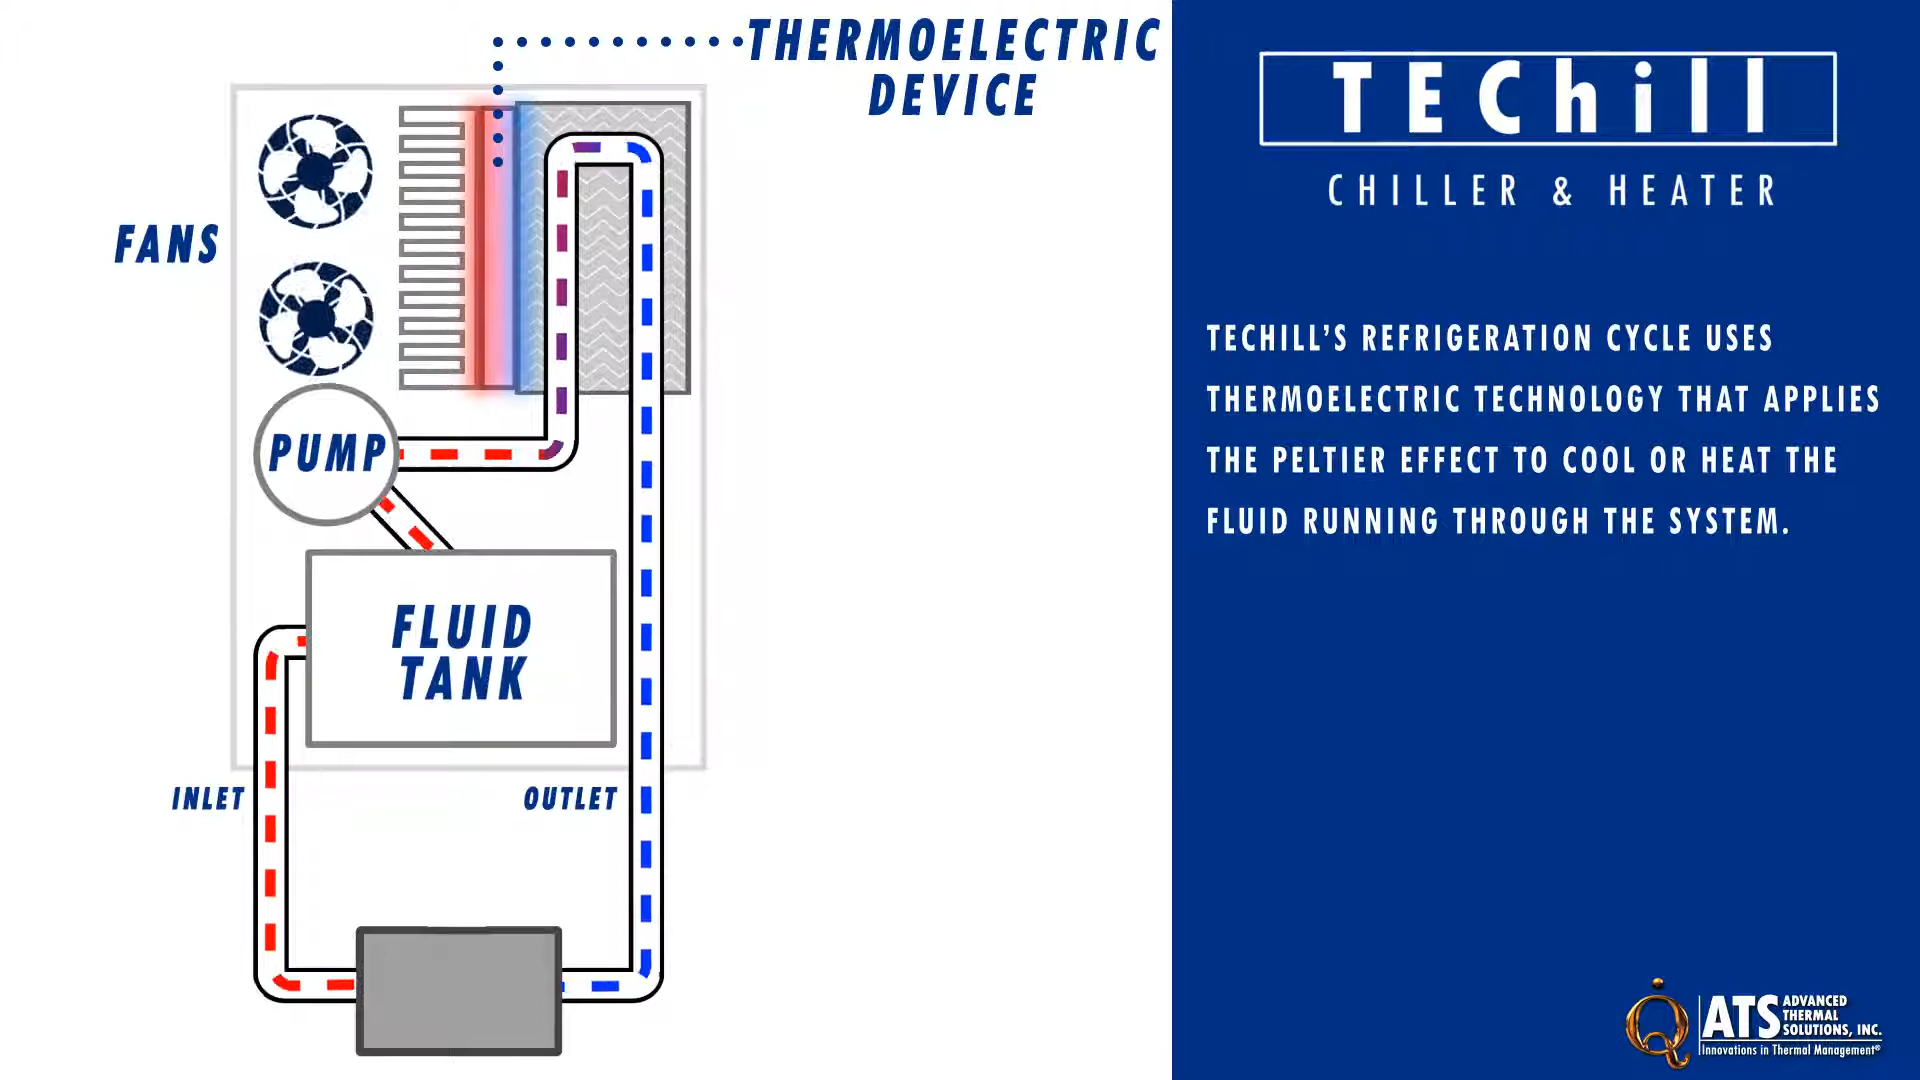 THERMOELECTRIC
DEVICE
FANS
PUMP
FLUID
TANK
INLET
OUTLET
TEChill
CHILLER & HEATER
TECHILL’S REFRIGERATION CYCLE USES
THERMOELECTRIC TECHNOLOGY THAT APPLIES
THE PELTIER EFFECT TO COOL OR HEAT THE
FLUID RUNNING THROUGH THE SYSTEM.
ATS
ADVANCED
THERMAL
SOLUTIONS, INC.
Innovations in Thermal Management®